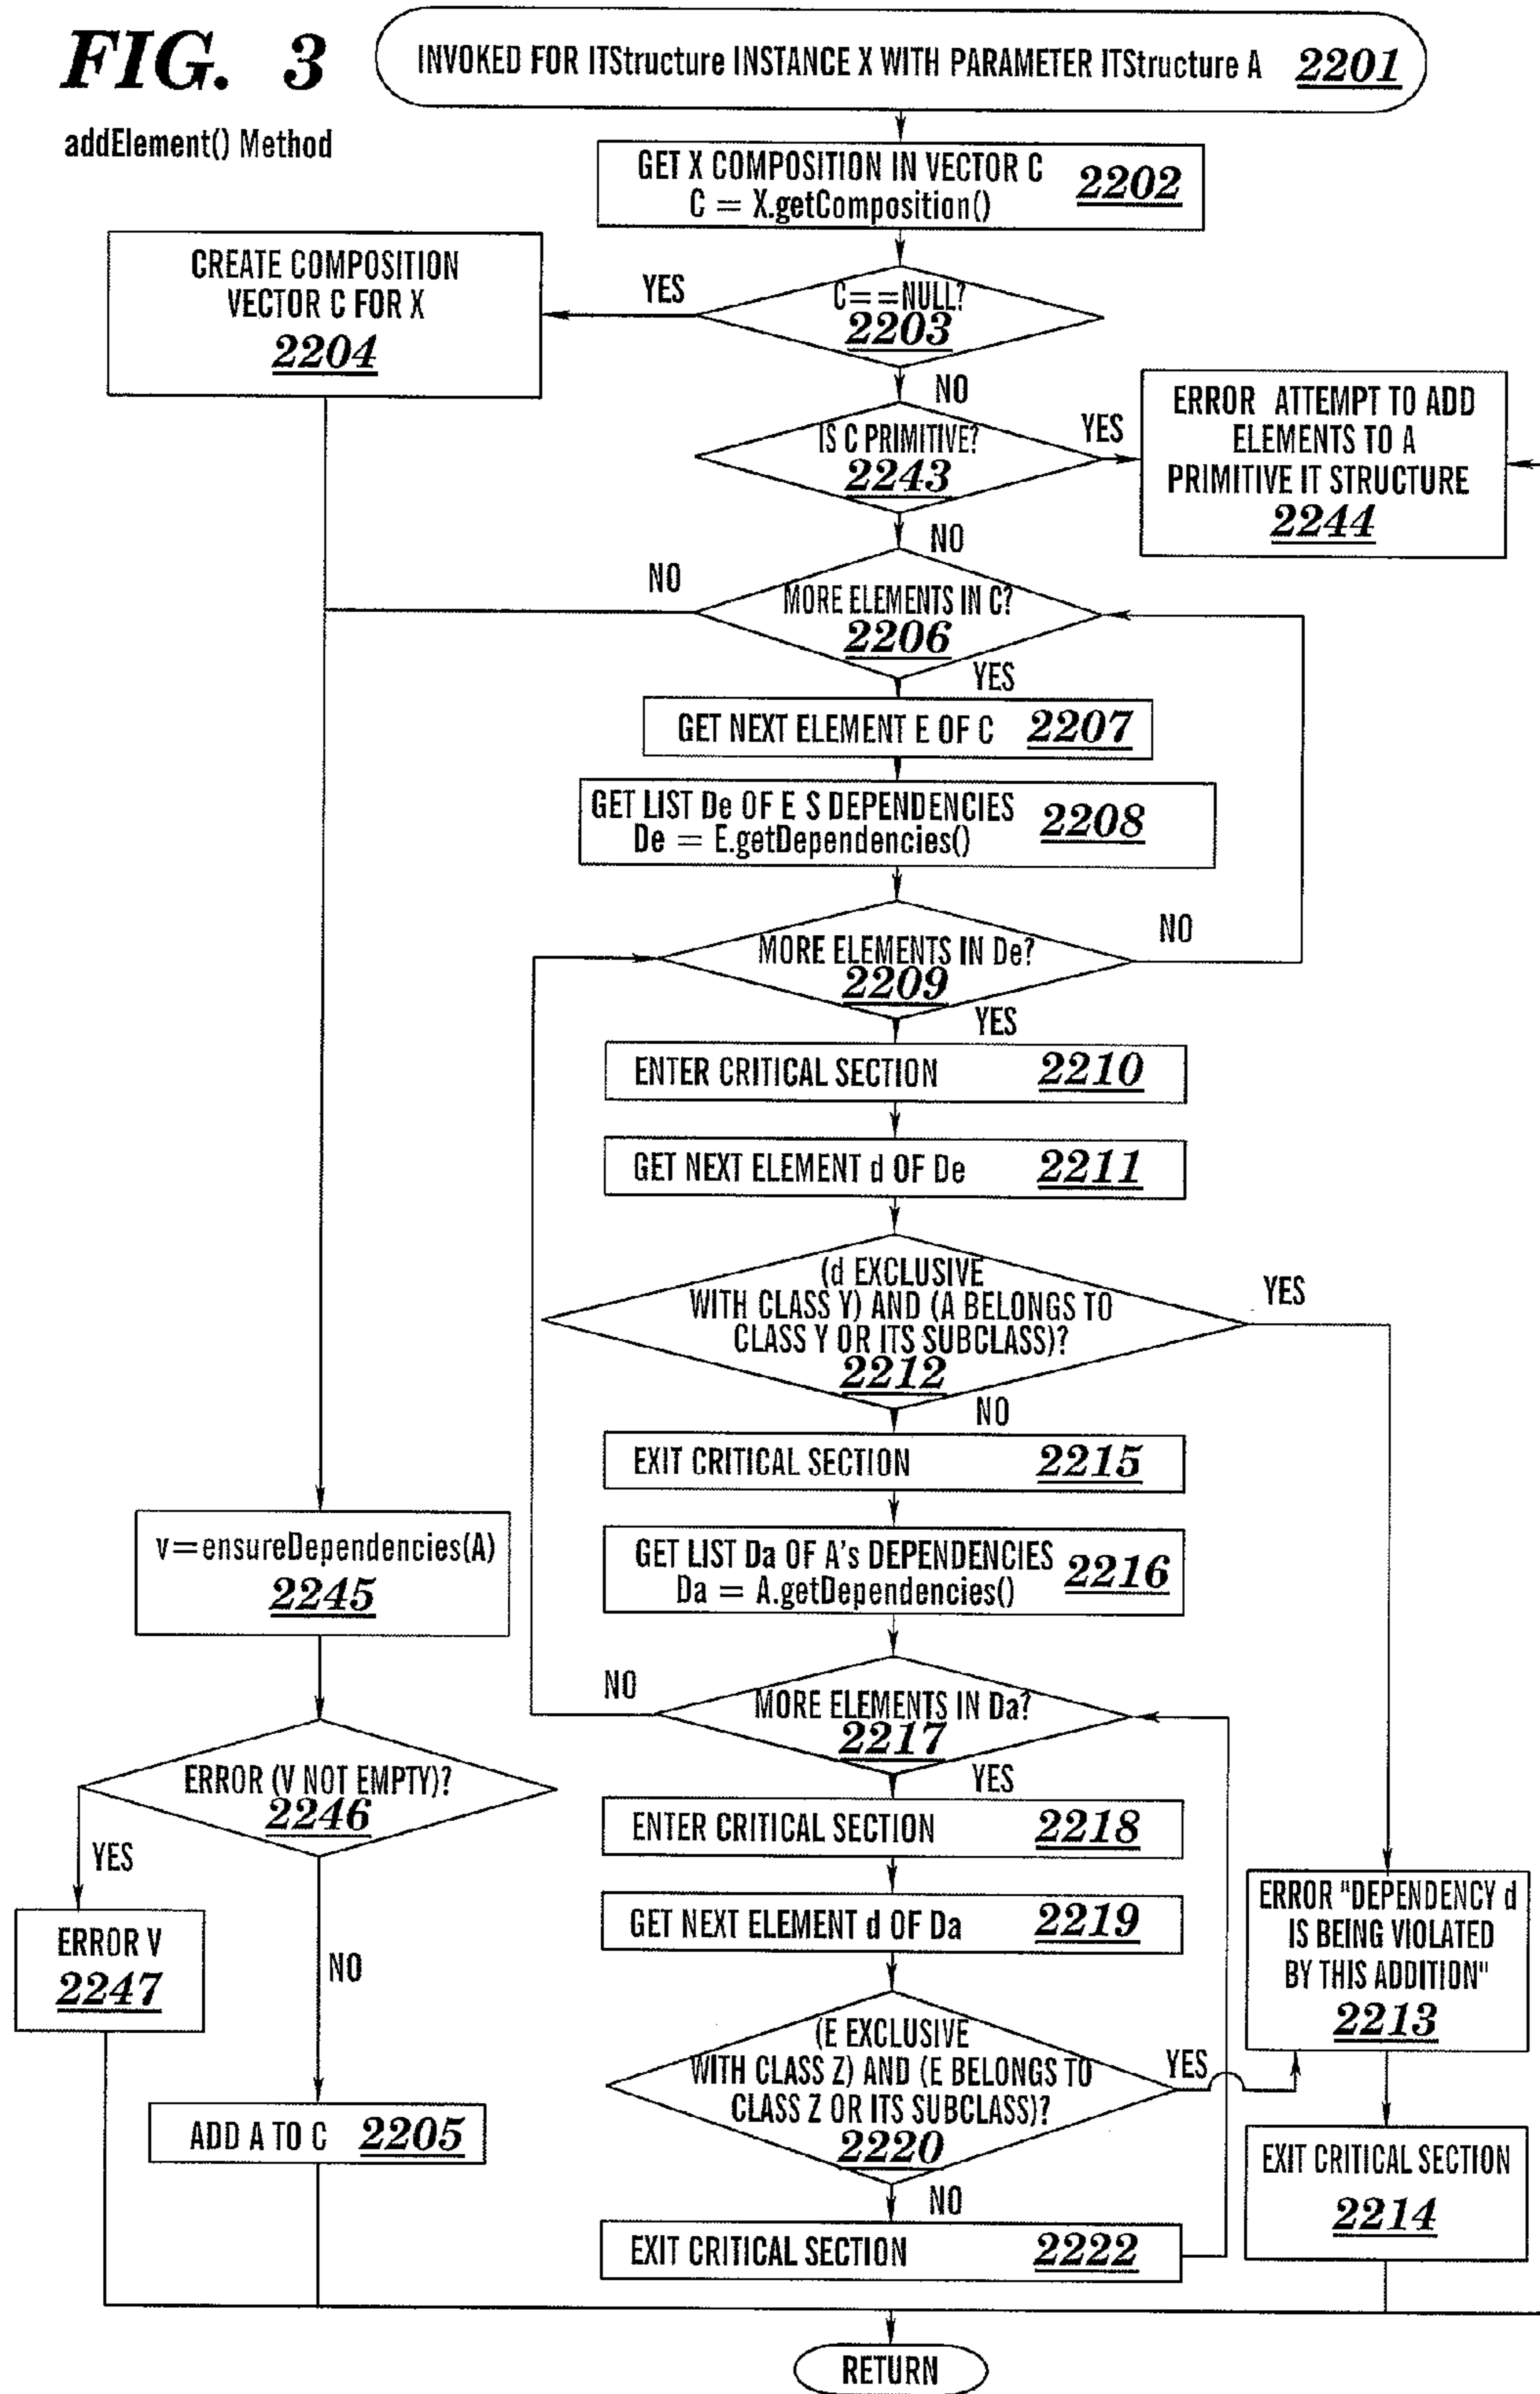 FIG. 3
addElement() Method
INVOKED FOR ITStructure INSTANCE X WITH PARAMETER ITStructure A 2201
GET X COMPOSITION IN VECTOR C
C = X.getComposition()
2202
C==NULL?
2203
YES
NO
CREATE COMPOSITION
VECTOR C FOR X
2204
IS C PRIMITIVE?
2243
YES
NO
ERROR ATTEMPT TO ADD
ELEMENTS TO A
PRIMITIVE IT STRUCTURE
2244
MORE ELEMENTS IN C?
2206
NO
YES
GET NEXT ELEMENT E OF C 2207
GET LIST De OF E S DEPENDENCIES
De = E.getDependencies()
2208
MORE ELEMENTS IN De?
2209
NO
YES
ENTER CRITICAL SECTION 2210
GET NEXT ELEMENT d OF De 2211
(d EXCLUSIVE
WITH CLASS Y) AND (A BELONGS TO
CLASS Y OR ITS SUBCLASS)?
2212
YES
NO
EXIT CRITICAL SECTION 2215
GET LIST Da OF A's DEPENDENCIES
Da = A.getDependencies()
2216
MORE ELEMENTS IN Da?
2217
NO
YES
ENTER CRITICAL SECTION 2218
GET NEXT ELEMENT d OF Da 2219
(E EXCLUSIVE
WITH CLASS Z) AND (E BELONGS TO
CLASS Z OR ITS SUBCLASS)?
2220
YES
NO
EXIT CRITICAL SECTION 2222
v=ensureDependencies(A)
2245
ERROR (V NOT EMPTY)?
2246
YES
NO
ERROR V
2247
ADD A TO C 2205
ERROR "DEPENDENCY d
IS BEING VIOLATED
BY THIS ADDITION"
2213
EXIT CRITICAL SECTION
2214
RETURN